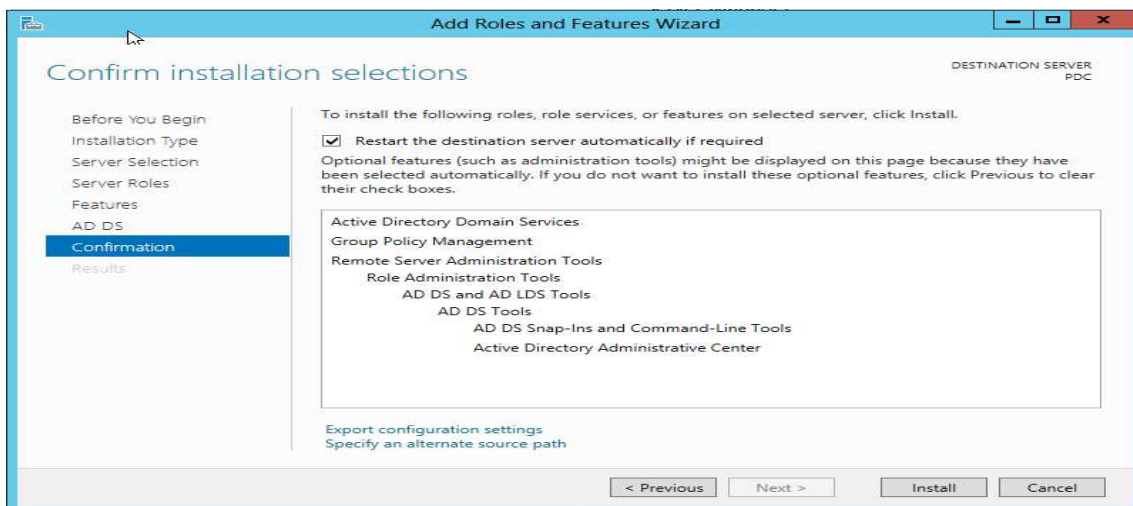 Add Roles and Features Wizard
Confirm installation selections
DESTINATION SERVER
PDC
Before You Begin
Installation Type
Server Selection
Server Roles
Features
AD DS
Confirmation
Results
To install the following roles, role services, or features on selected server, click Install.
Restart the destination server automatically if required
Optional features (such as administration tools) might be displayed on this page because they have
been selected automatically. If you do not want to install these optional features, click Previous to clear
their check boxes.
Active Directory Domain Services
Group Policy Management
Remote Server Administration Tools
Role Administration Tools
AD DS and AD LDS Tools
AD DS Tools
AD DS Snap-Ins and Command-Line Tools
Active Directory Administrative Center
Export configuration settings
Specify an alternate source path
< Previous
Next >
Install
Cancel